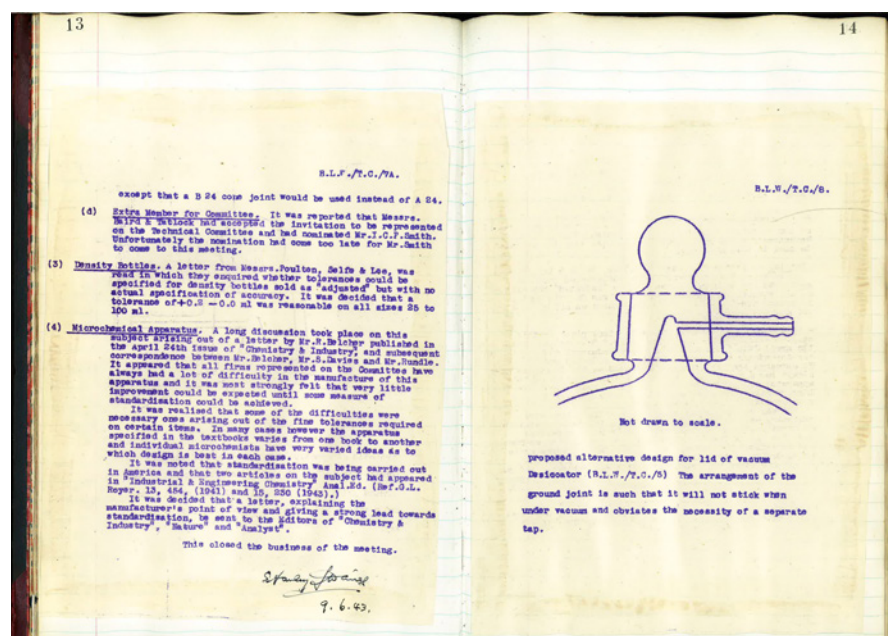 13
B.L.W./T.C./7A.
except that a B 24 cone joint would be used instead of A 24.
(d) Extra Member for Committee. It was reported that Messrs.
Baird & Tatlock had accepted the invitation to be represented
on the Technical Committee and had nominated Mr.I.C.P.Smith.
Unfortunately the nomination had come too late for Mr.Smith
to come to this meeting.
(3) Density Bottles. A letter from Messrs.Poulten, Selfe & Lee, was
read in which they enquired whether tolerances could be
specified for density bottles sold as "adjusted" but with no
actual specification of accuracy. It was decided that a
tolerance of +0.2 -0.0 ml was reasonable on all sizes 25 to
100 ml.
(4) Microchemical Apparatus. A long discussion took place on this
subject arising out of a letter by Mr.R.Belcher published in
the April 24th issue of "Chemistry & Industry", and subsequent
correspondence between Mr.Belcher, Mr.S.Davies and Mr.Rundle.
It appeared that all firms represented on the Committee have
always had a lot of difficulty in the manufacture of this
apparatus and it was most strongly felt that very little
improvement could be expected until some measure of
standardisation could be achieved.
It was realised that some of the difficulties were
necessary ones arising out of the fine tolerances required
on certain items. In many cases however the apparatus
specified in the textbooks varies from one book to another
and individual microchemists have very varied ideas as to
which design is best in each case.
It was noted that standardisation was being carried out
in America and that two articles on the subject had appeared
in "Industrial & Engineering Chemistry" Anal.Ed. (Ref.G.L.
Royer. 13, 454, (1941) and 15, 230 (1943).)
It was decided that a letter, explaining the
manufacturer's point of view and giving a strong lead towards
standardisation, be sent to the Editors of "Chemistry &
Industry", "Nature" and "Analyst".
This closed the business of the meeting.
Stanley
9.6.43.
14
B.L.W./T.C./8.
Not drawn to scale.
proposed alternative design for lid of vacuum
Desiccator (B.L.W./T.C./5) The arrangement of the
ground joint is such that it will not stick when
under vacuum and obviates the necessity of a separate
tap.